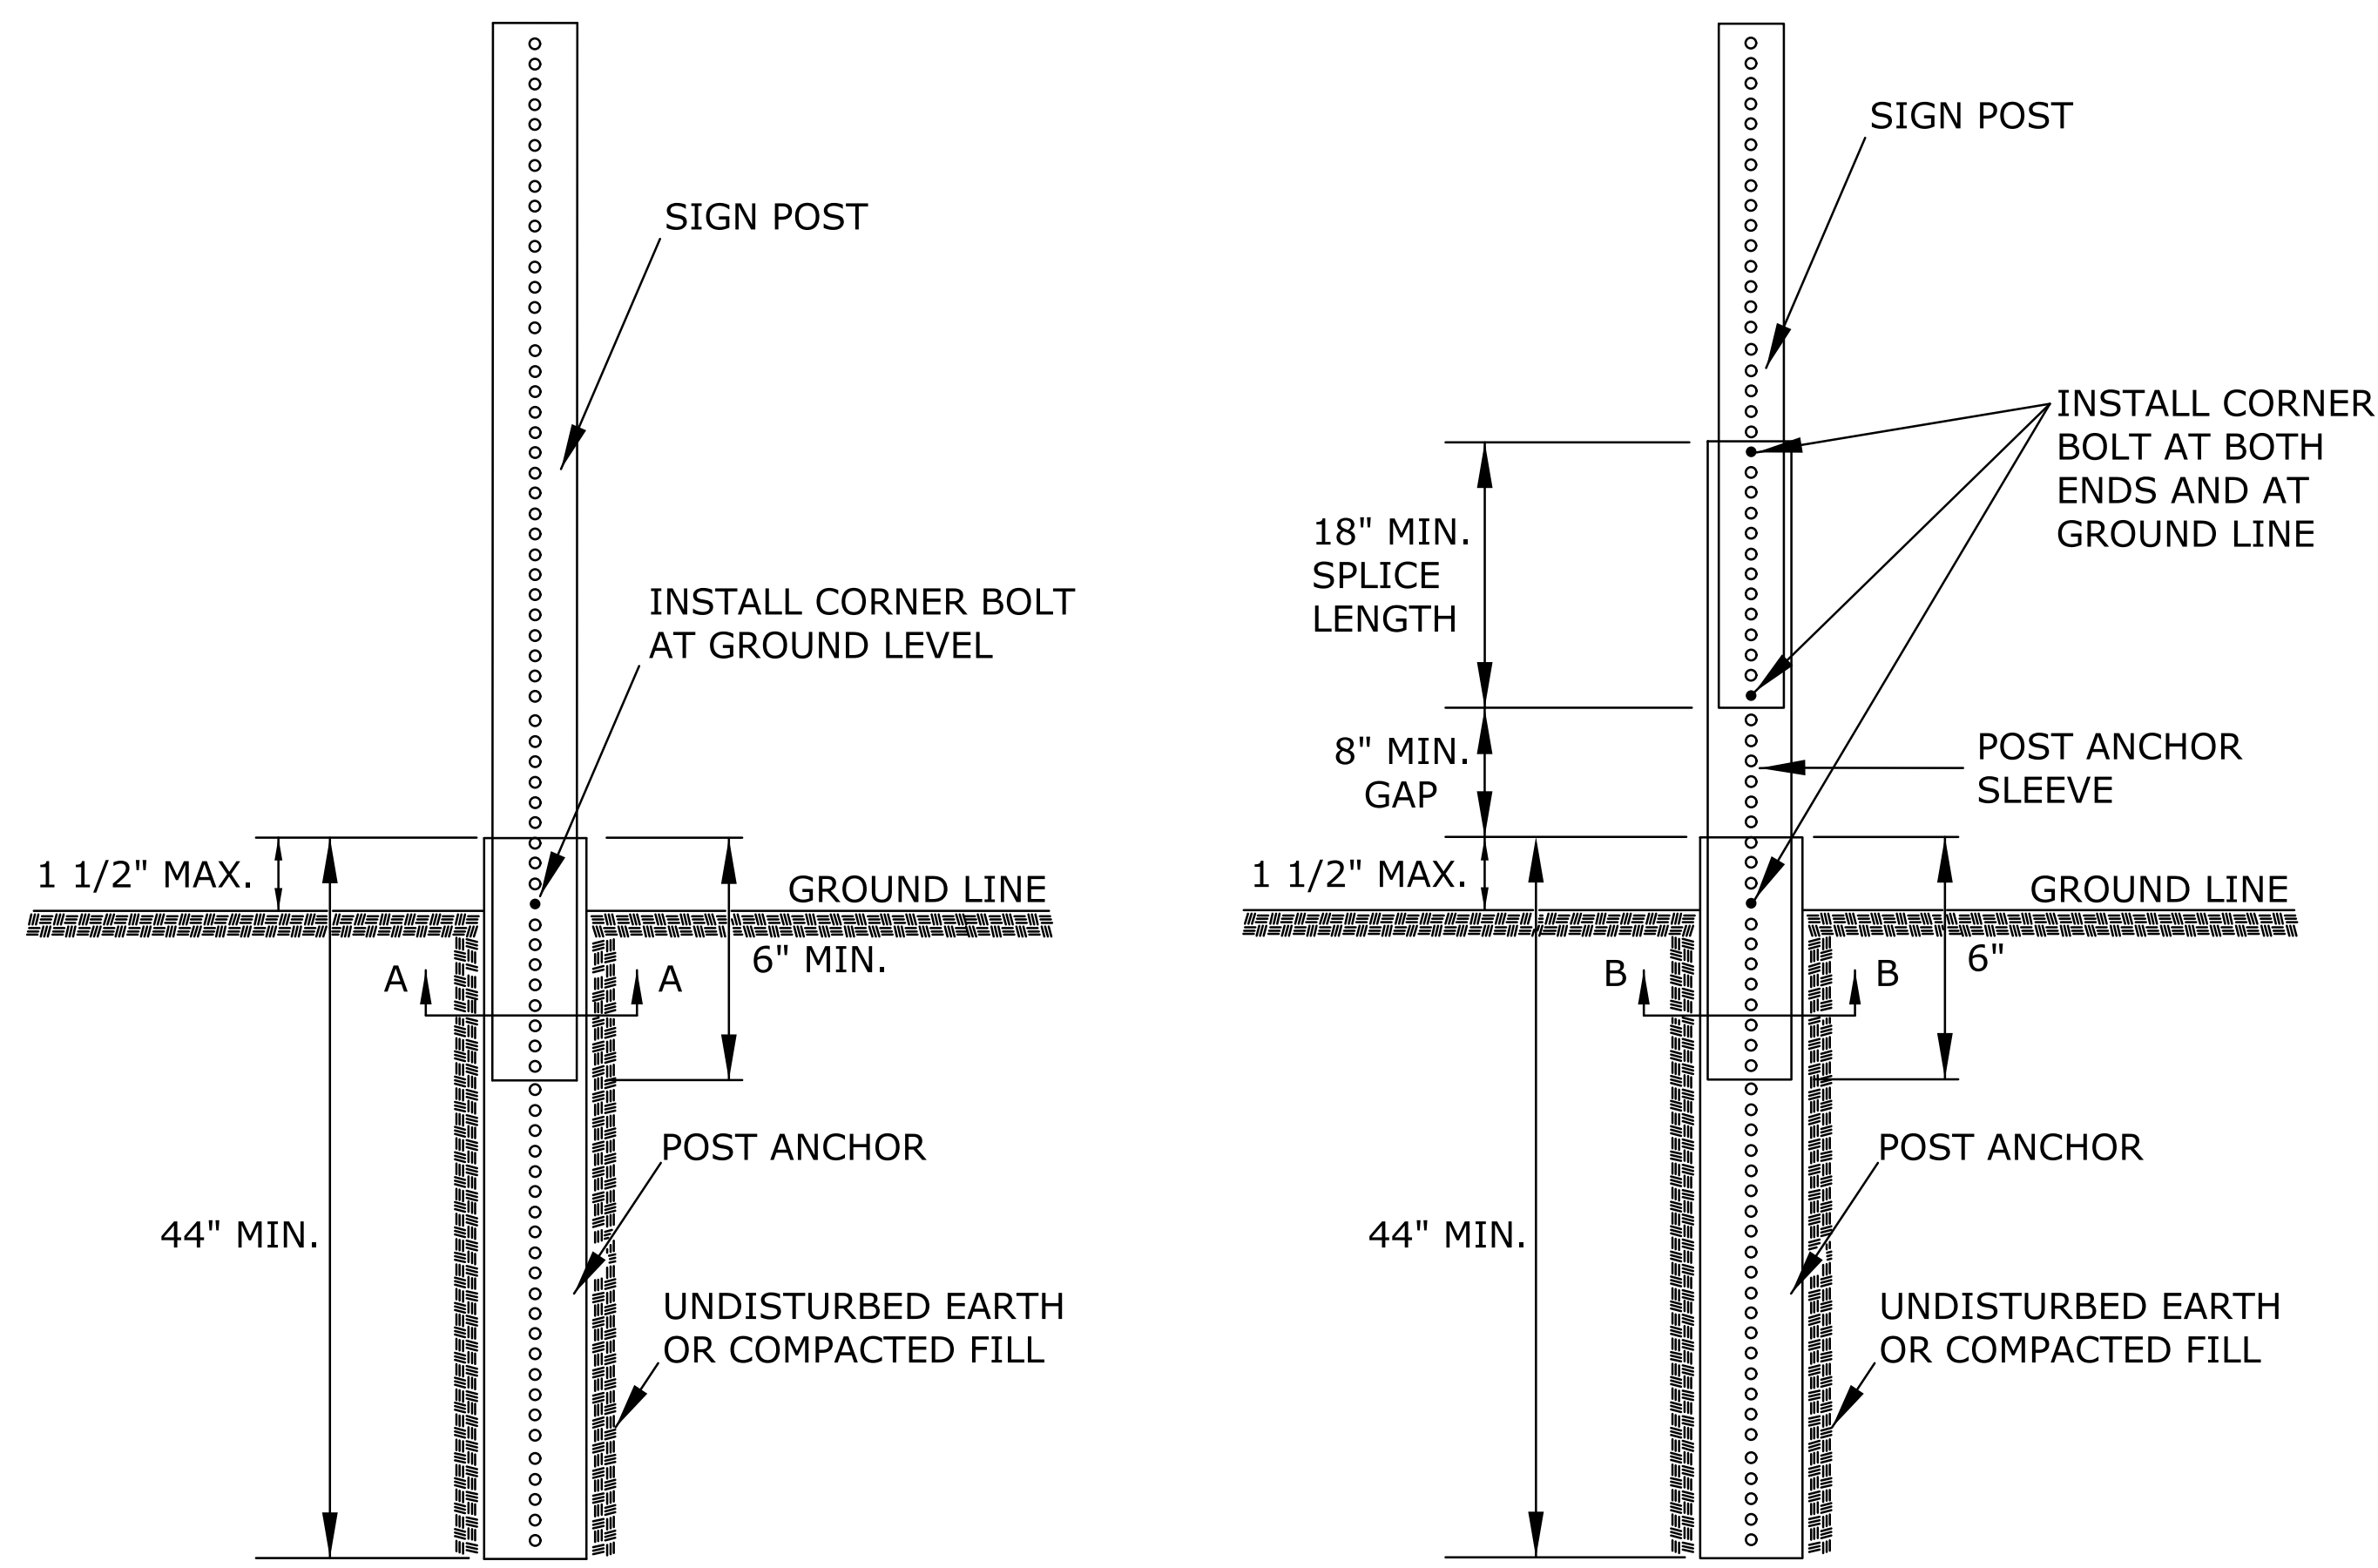 SIGN POST
INSTALL CORNER BOLT
AT GROUND LEVEL
1 1/2" MAX.
GROUND LINE
6" MIN.
A
A
POST ANCHOR
44" MIN.
UNDISTURBED EARTH
OR COMPACTED FILL
SIGN POST
INSTALL CORNER
BOLT AT BOTH
ENDS AND AT
GROUND LINE
18" MIN.
SPLICE
LENGTH
8" MIN.
GAP
POST ANCHOR
SLEEVE
1 1/2" MAX.
GROUND LINE
6"
B
B
POST ANCHOR
44" MIN.
UNDISTURBED EARTH
OR COMPACTED FILL